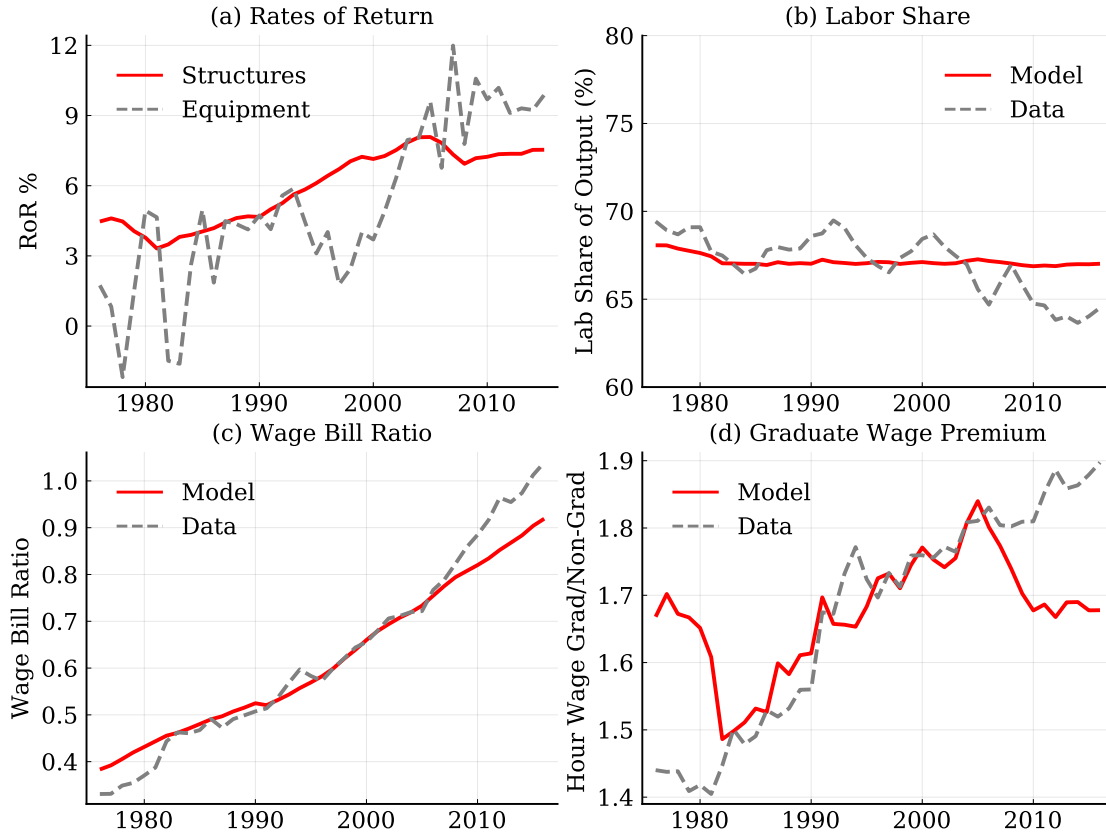 (a) Rates of Return
RoR %
12
9
6
3
0
Structures
Equipment
1980
1990
2000
2010
(b) Labor Share
Lab Share of Output (%)
80
75
70
65
60
Model
Data
1980
1990
2000
2010
(c) Wage Bill Ratio
Wage Bill Ratio
1.0
0.9
0.8
0.7
0.6
0.5
0.4
Model
Data
1980
1990
2000
2010
(d) Graduate Wage Premium
Hour Wage Grad/Non-Grad
1.9
1.8
1.7
1.6
1.5
1.4
Model
Data
1980
1990
2000
2010